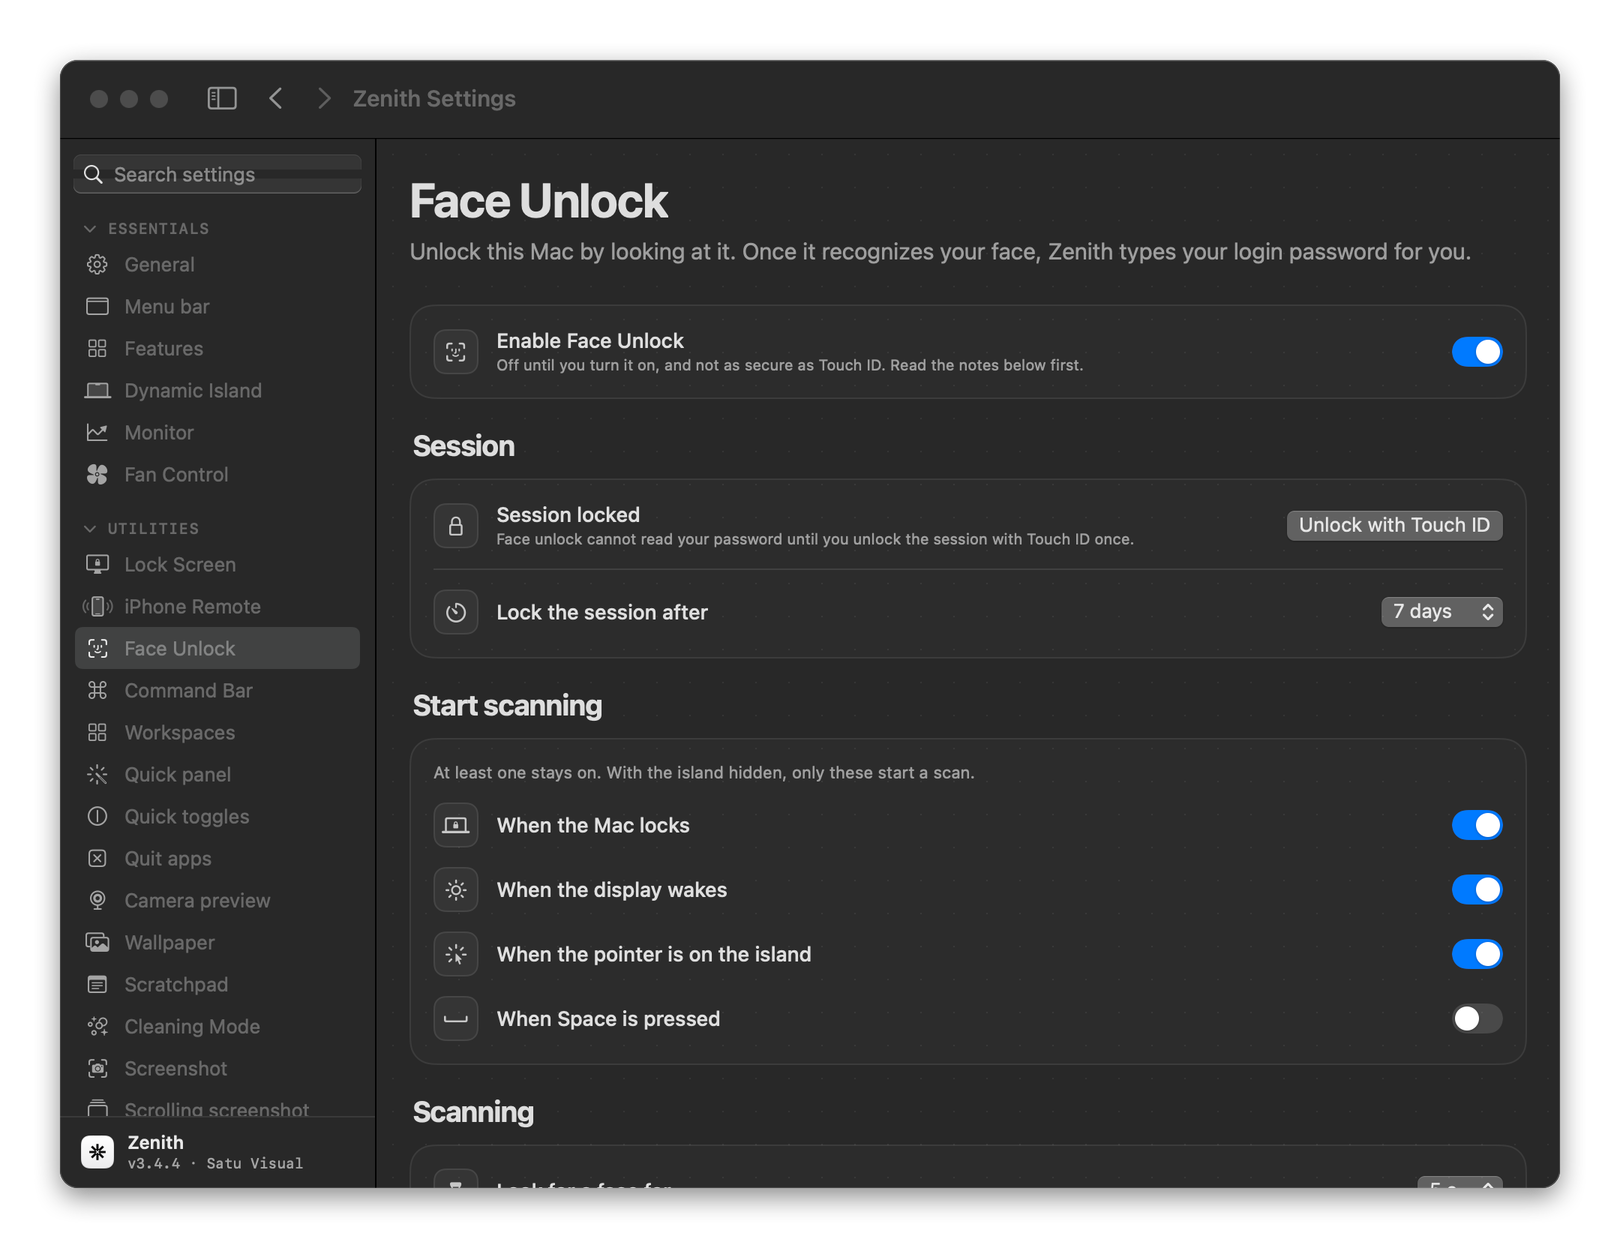 Zenith Settings
Search settings
ESSENTIALS
General
Menu bar
Features
Dynamic Island
Monitor
Fan Control
UTILITIES
Lock Screen
iPhone Remote
Face Unlock
Command Bar
Workspaces
Quick panel
Quick toggles
Quit apps
Camera preview
Wallpaper
Scratchpad
Cleaning Mode
Screenshot
Scrolling screenshot
Zenith
v3.4.4 · Satu Visual
Face Unlock
Unlock this Mac by looking at it. Once it recognizes your face, Zenith types your login password for you.
Enable Face Unlock
Off until you turn it on, and not as secure as Touch ID. Read the notes below first.
Session
Session locked
Face unlock cannot read your password until you unlock the session with Touch ID once.
Unlock with Touch ID
Lock the session after
7 days
Start scanning
At least one stays on. With the island hidden, only these start a scan.
When the Mac locks
When the display wakes
When the pointer is on the island
When Space is pressed
Scanning
Look for a face for